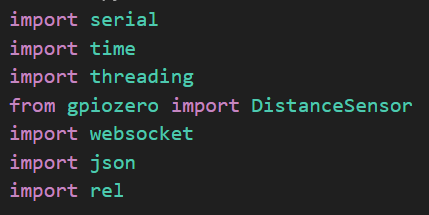 import serial
import time
import threading
from gpiozero import DistanceSensor
import websocket
import json
import rel